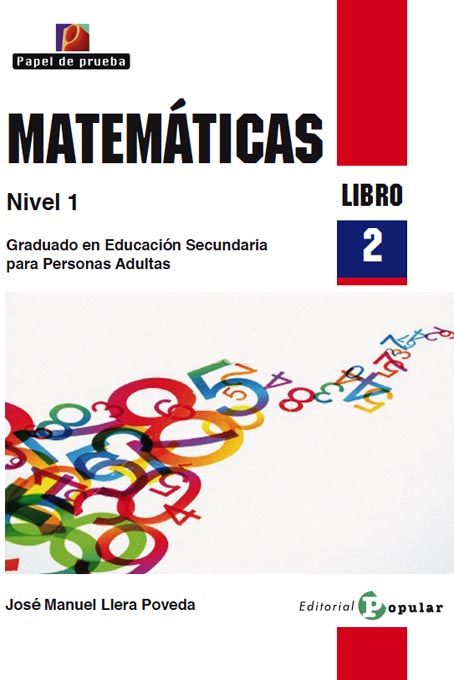 Papel de prueba
MATEMÁTICAS
Nivel 1
LIBRO
2
Graduado en Educación Secundaria
para Personas Adultas
José Manuel Llera Poveda
Editorial Popular